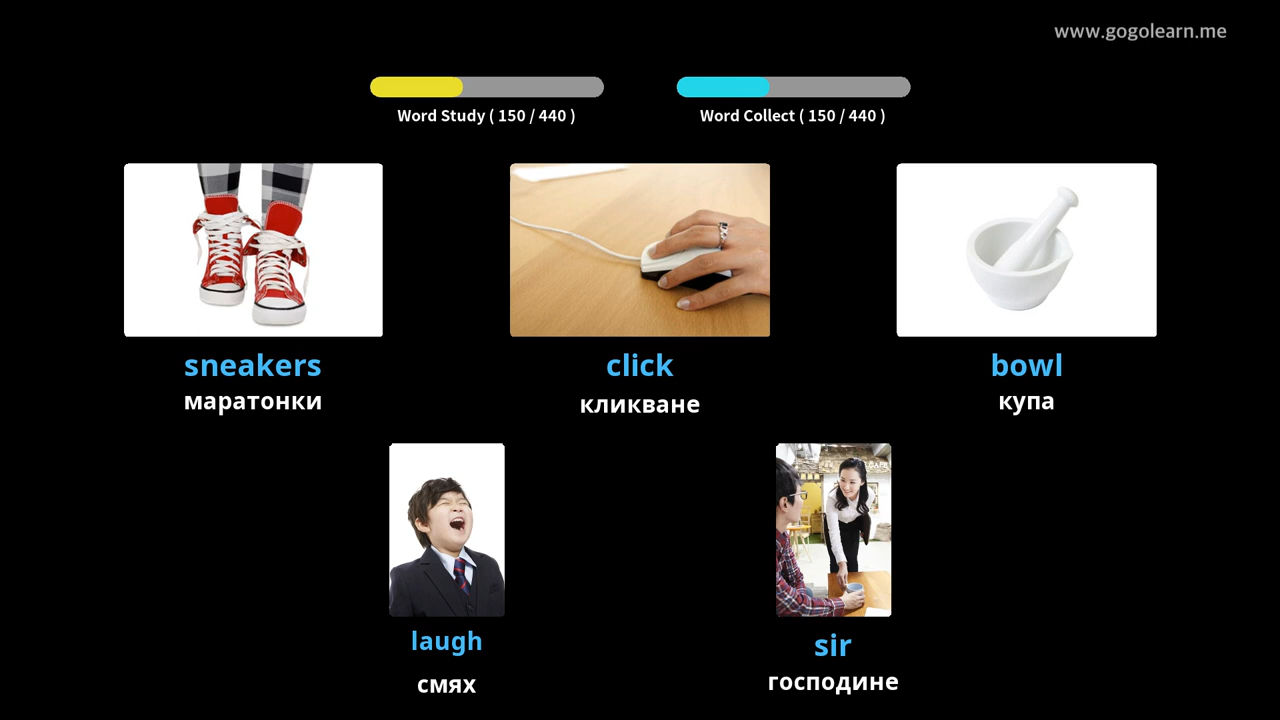 www.gogolearn.me
Word Study ( 150 / 440 )
Word Collect ( 150 / 440 )
sneakers
маратонки
click
кликване
bowl
купа
laugh
смях
sir
господине